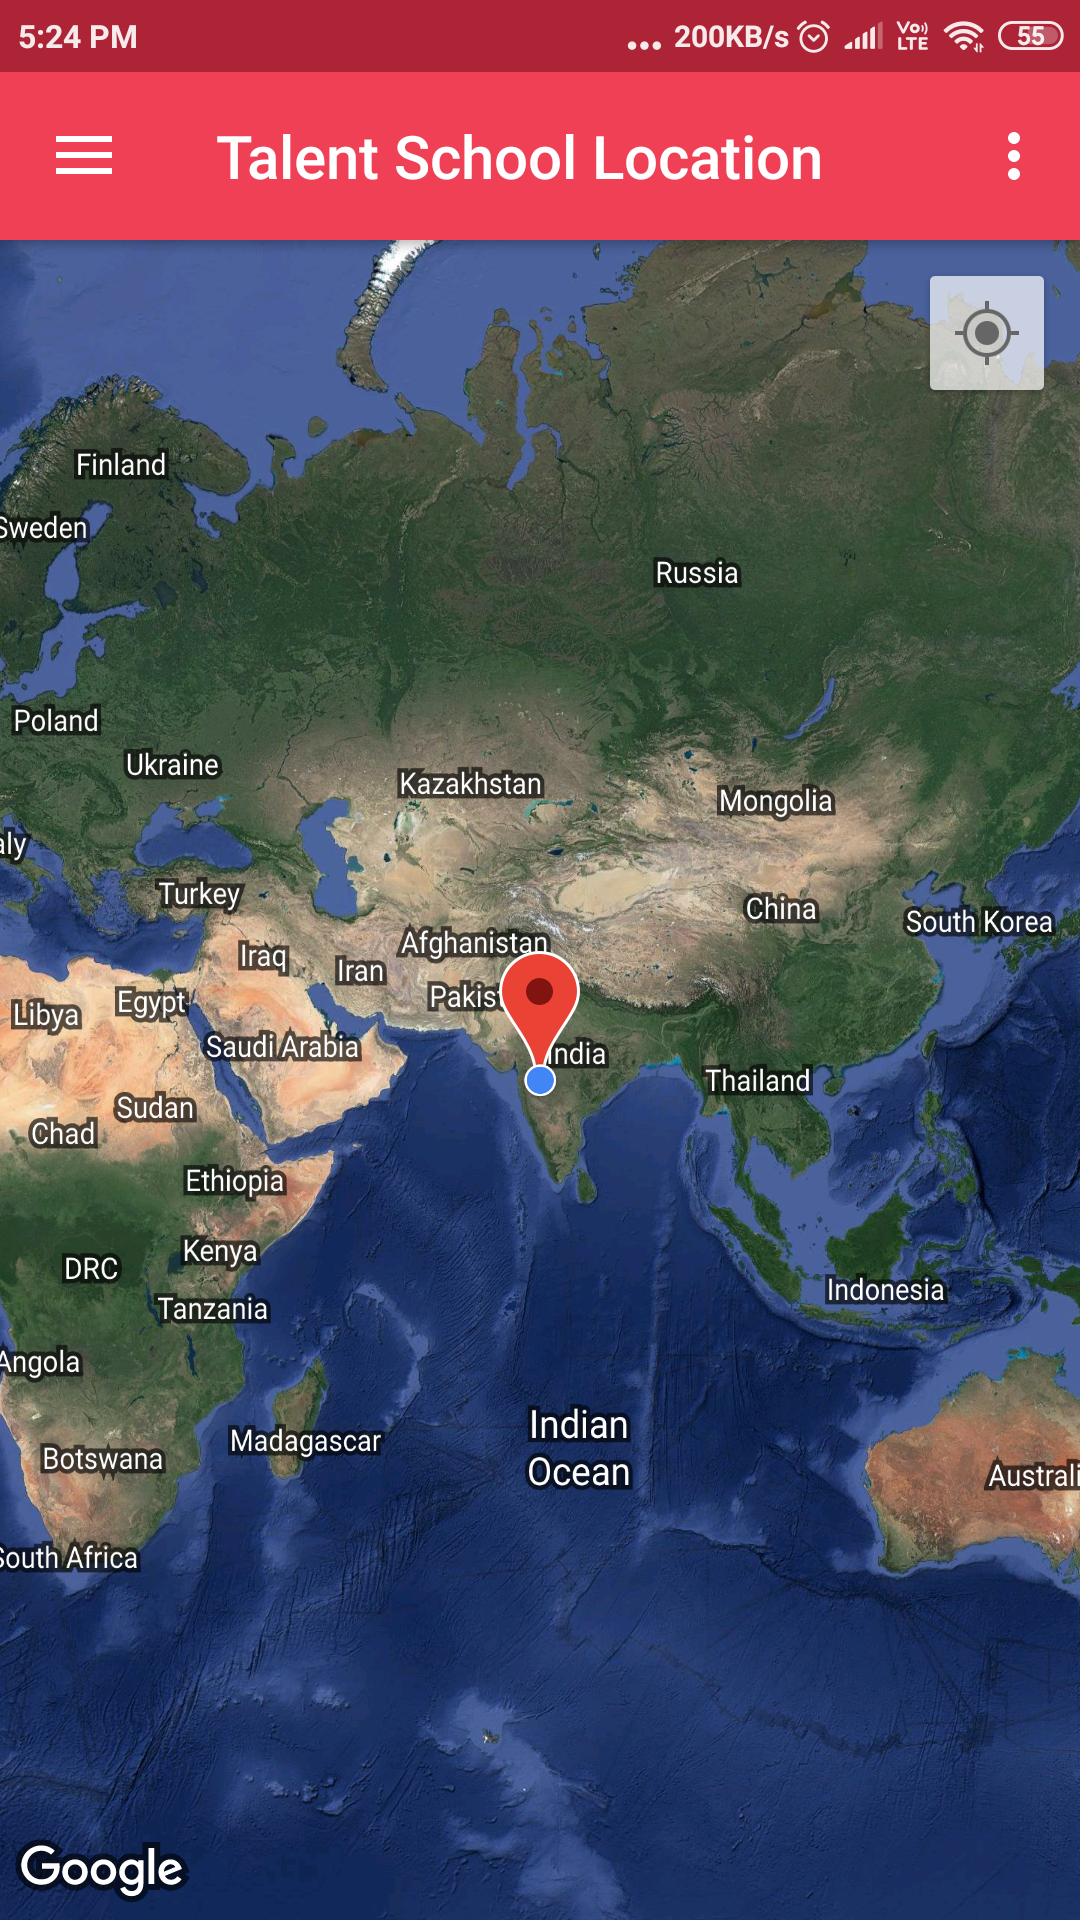 5:24 PM
... 200KB/s Vo)) LTE 55
Talent School Location
Finland
Sweden
Russia
Poland
Ukraine
Kazakhstan
Mongolia
aly
Turkey
China
South Korea
Afghanistan
Iraq
Iran
Pakist
Egypt
Libya
Saudi Arabia
India
Thailand
Sudan
Chad
Ethiopia
Kenya
DRC
Indonesia
Tanzania
Angola
Indian
Ocean
Madagascar
Botswana
Australi
South Africa
Google